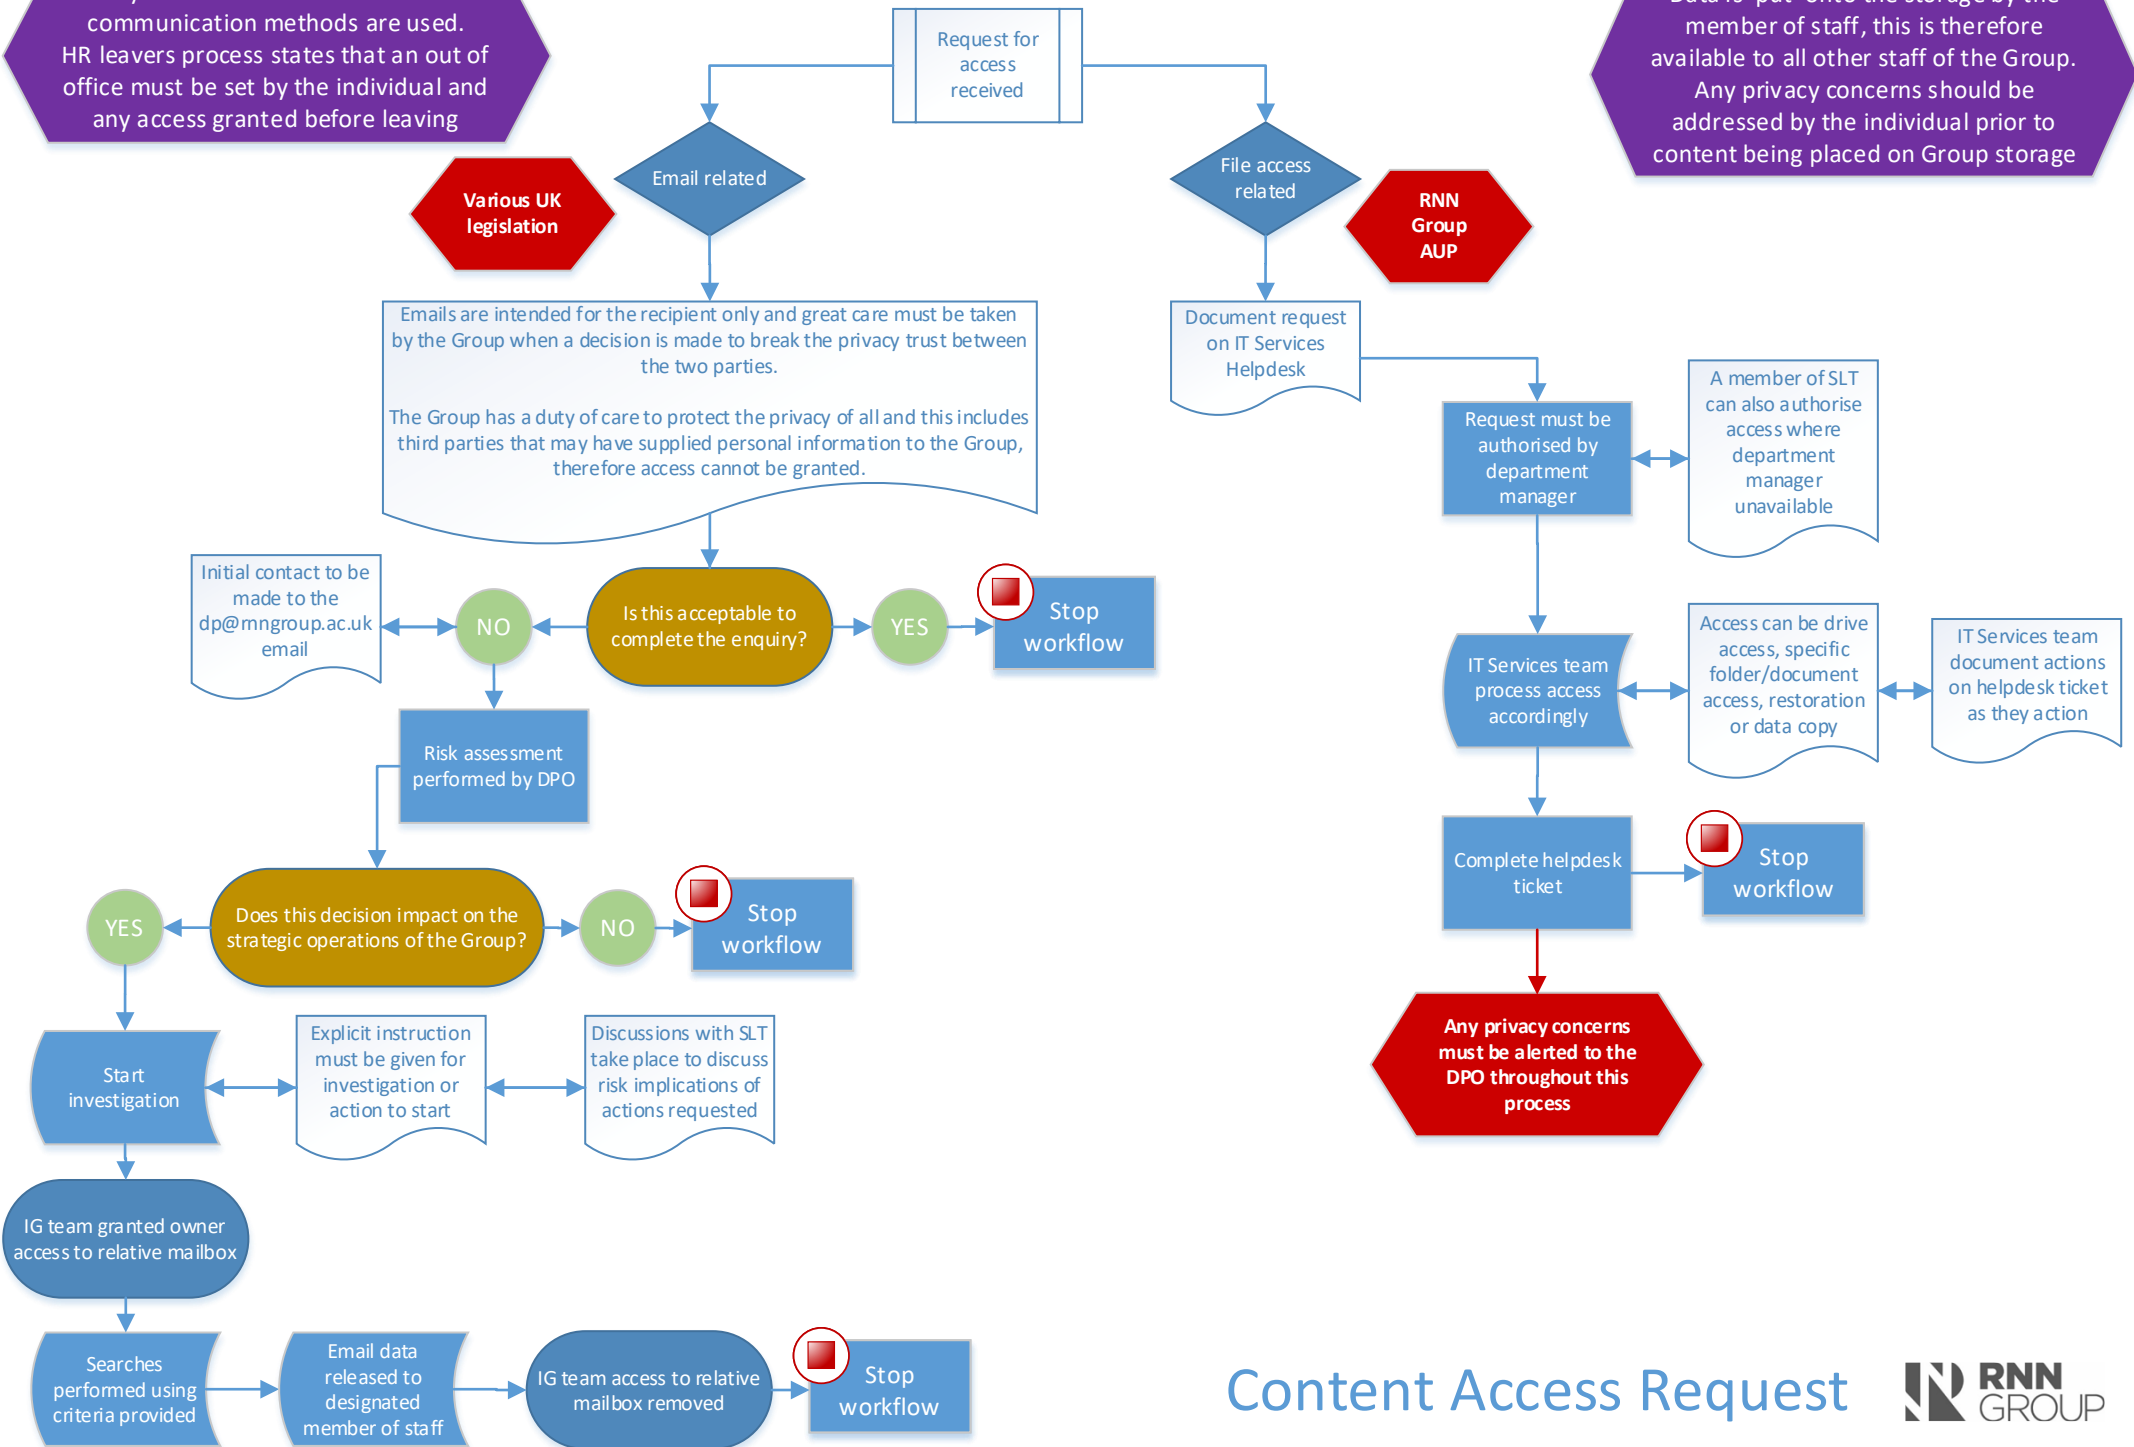 communication methods are used.
HR leavers process states that an out of
office must be set by the individual and
any access granted before leaving
Request for
access
received
Data is 'put' onto the storage by the
member of staff, this is therefore
available to all other staff of the Group.
Any privacy concerns should be
addressed by the individual prior to
content being placed on Group storage
Various UK
legislation
Email related
File access
related
RNN
Group
AUP
Emails are intended for the recipient only and great care must be taken
by the Group when a decision is made to break the privacy trust between
the two parties.
The Group has a duty of care to protect the privacy of all and this includes
third parties that may have supplied personal information to the Group,
therefore access cannot be granted.
Document request
on IT Services
Helpdesk
Request must be
authorised by
department
manager
A member of SLT
can also authorise
access where
department
manager
unavailable
Initial contact to be
made to the
dp@rnngroup.ac.uk
email
NO
Is this acceptable to
complete the enquiry?
YES
Stop
workflow
IT Services team
process access
accordingly
Access can be drive
access, specific
folder/document
access, restoration
or data copy
IT Services team
document actions
on helpdesk ticket
as they action
Risk assessment
performed by DPO
Complete helpdesk
ticket
Stop
workflow
YES
Does this decision impact on the
strategic operations of the Group?
NO
Stop
workflow
Any privacy concerns
must be alerted to the
DPO throughout this
process
Start
investigation
Explicit instruction
must be given for
investigation or
action to start
Discussions with SLT
take place to discuss
risk implications of
actions requested
IG team granted owner
access to relative mailbox
Searches
performed using
criteria provided
Email data
released to
designated
member of staff
IG team access to relative
mailbox removed
Stop
workflow
Content Access Request
RNN
GROUP